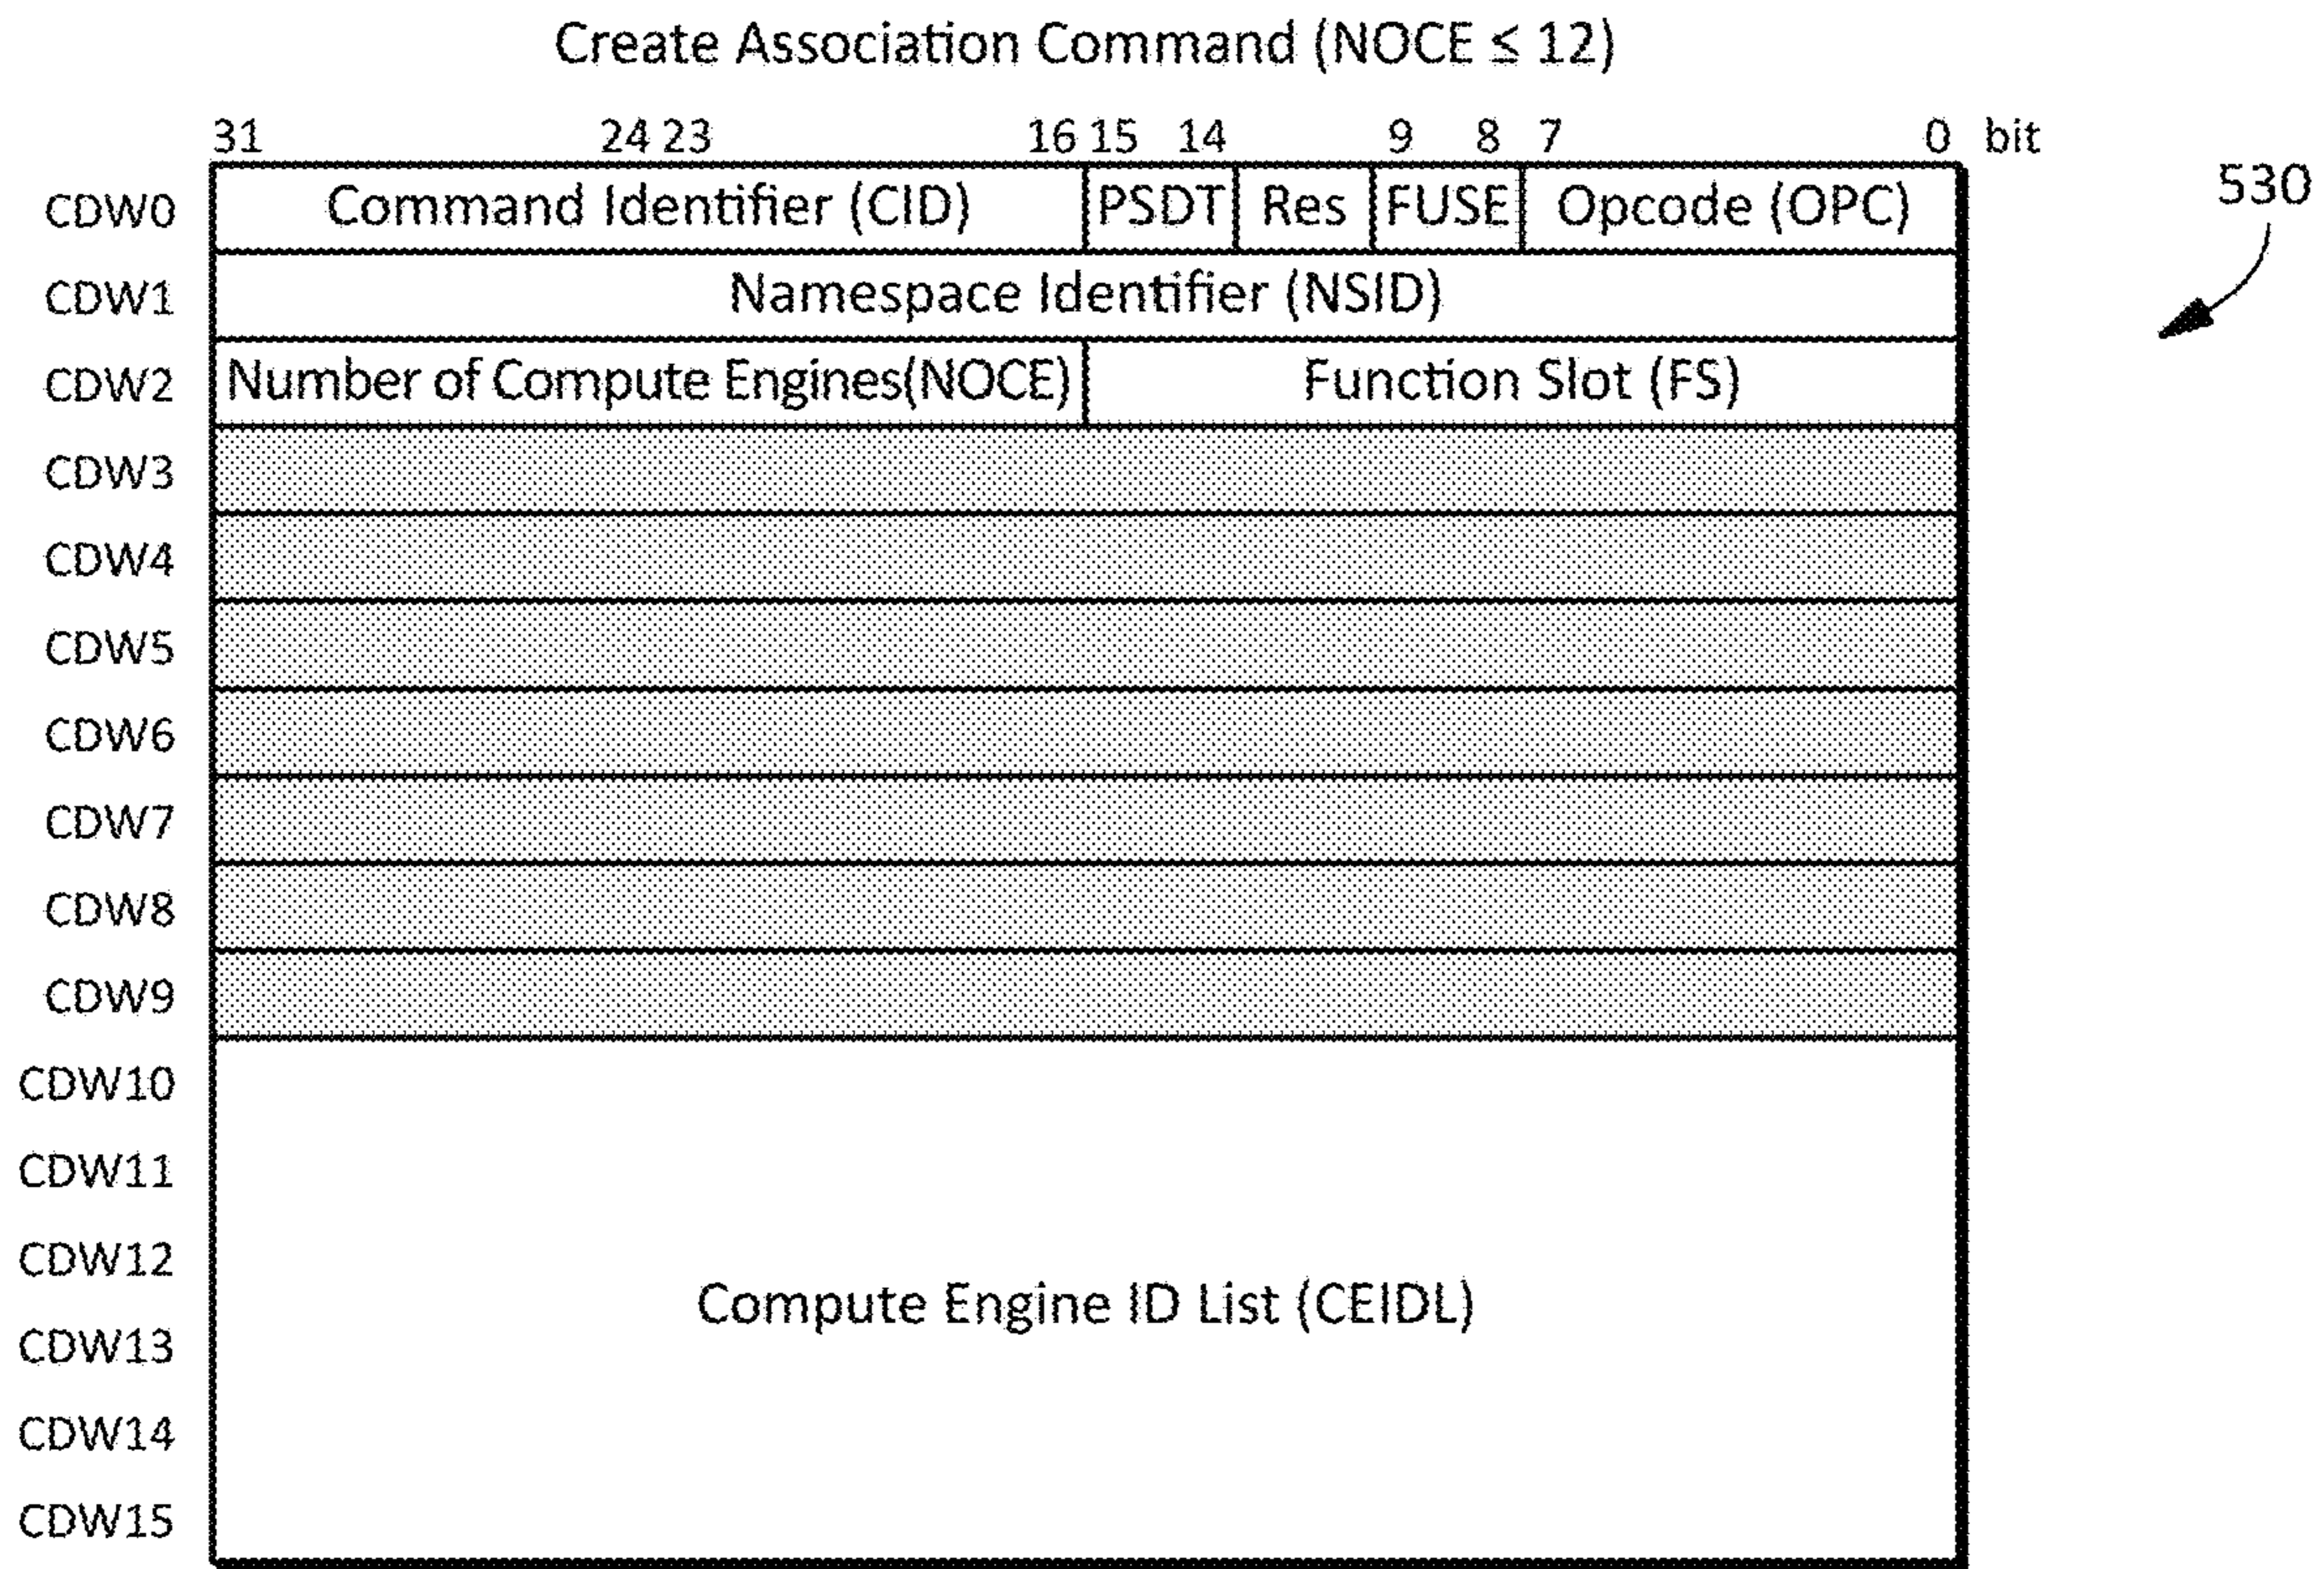 Create Association Command (NOCE ≤ 12)
31 24 23 16 15 14 9 8 7 0 bit
530
CDW0 Command Identifier (CID) PSDT Res FUSE Opcode (OPC)
CDW1 Namespace Identifier (NSID)
CDW2 Number of Compute Engines(NOCE) Function Slot (FS)
CDW3
CDW4
CDW5
CDW6
CDW7
CDW8
CDW9
CDW10
CDW11
CDW12
Compute Engine ID List (CEIDL)
CDW13
CDW14
CDW15